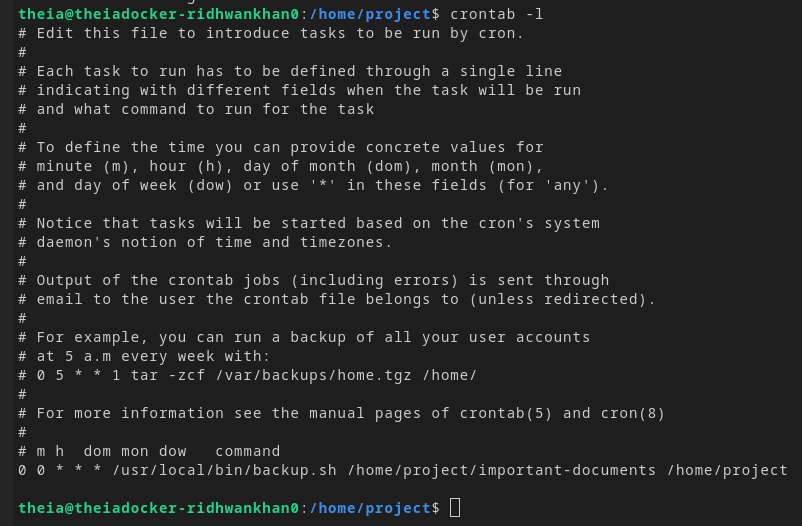 theia@theiadocker-ridhwankhan0:/home/project$ crontab -l
# Edit this file to introduce tasks to be run by cron.
#
# Each task to run has to be defined through a single line
# indicating with different fields when the task will be run
# and what command to run for the task
#
# To define the time you can provide concrete values for
# minute (m), hour (h), day of month (dom), month (mon),
# and day of week (dow) or use '*' in these fields (for 'any').
#
# Notice that tasks will be started based on the cron's system
# daemon's notion of time and timezones.
#
# Output of the crontab jobs (including errors) is sent through
# email to the user the crontab file belongs to (unless redirected).
#
# For example, you can run a backup of all your user accounts
# at 5 a.m every week with:
# 0 5 * * 1 tar -zcf /var/backups/home.tgz /home/
#
# For more information see the manual pages of crontab(5) and cron(8)
#
# m h  dom mon dow   command
0 0 * * * /usr/local/bin/backup.sh /home/project/important-documents /home/project
theia@theiadocker-ridhwankhan0:/home/project$